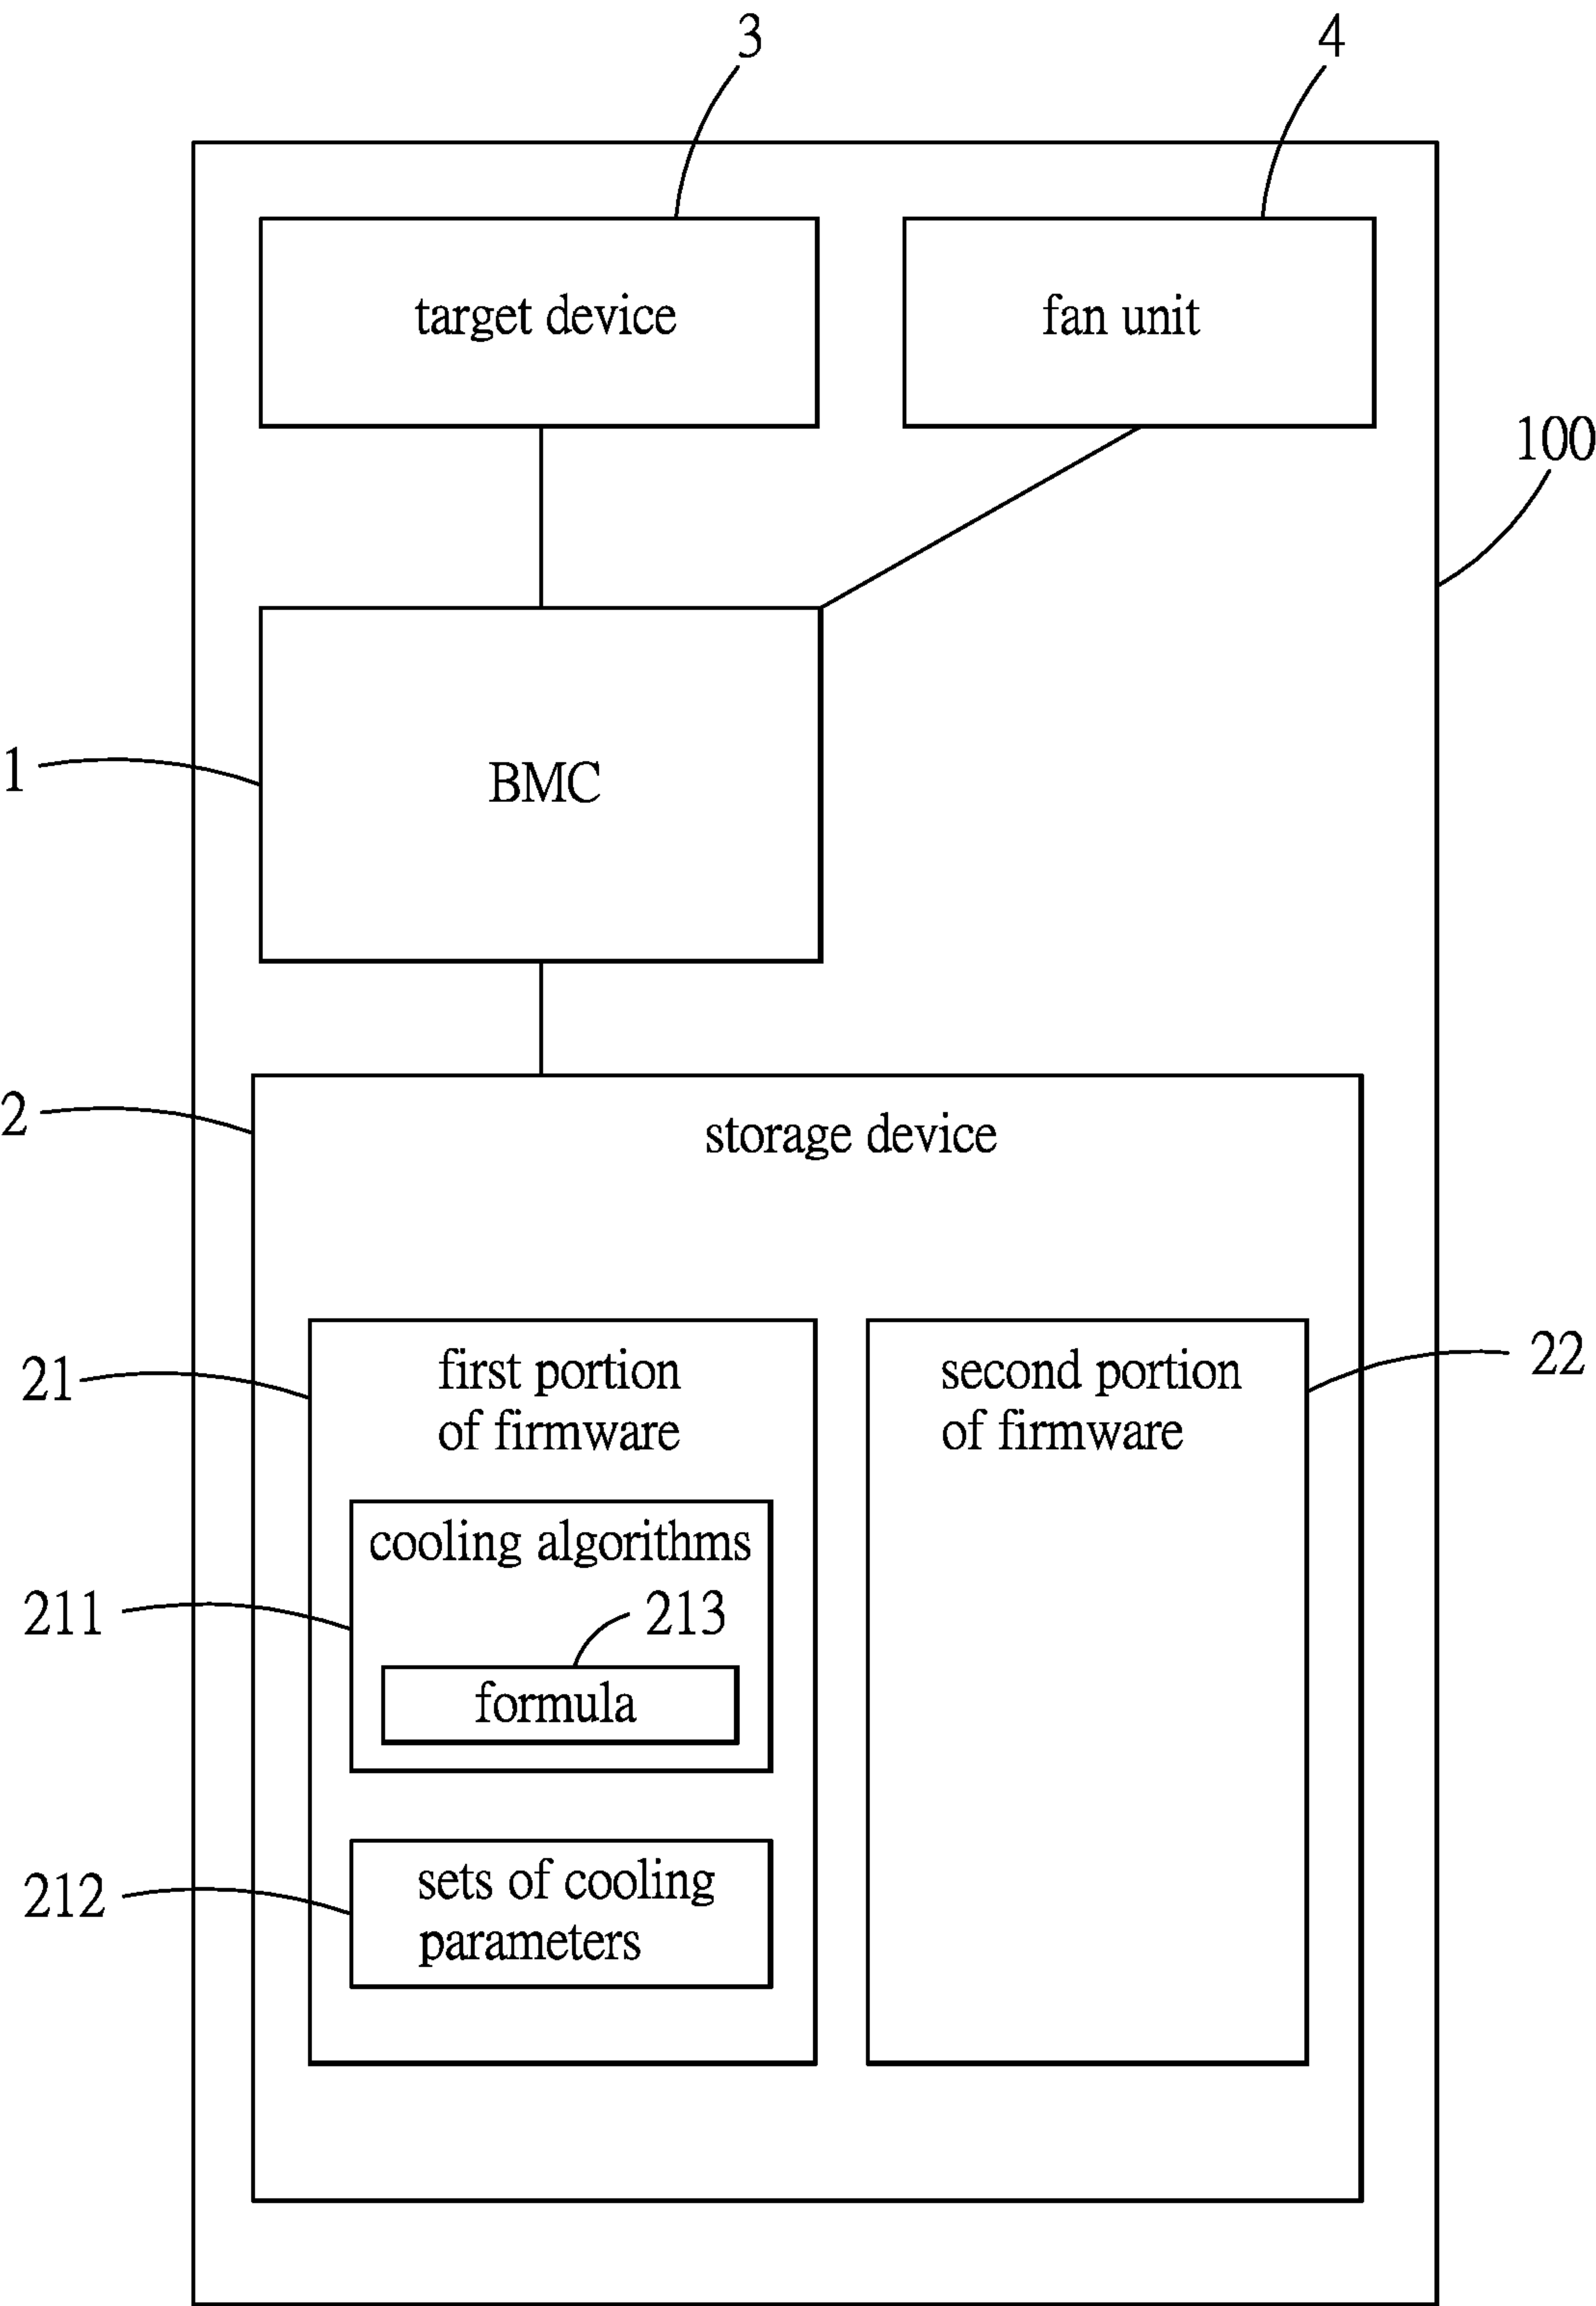 3
4
target device
fan unit
100
1
BMC
2
storage device
21
first portion
of firmware
second portion
of firmware
22
cooling algorithms
211
213
formula
212
sets of cooling
parameters